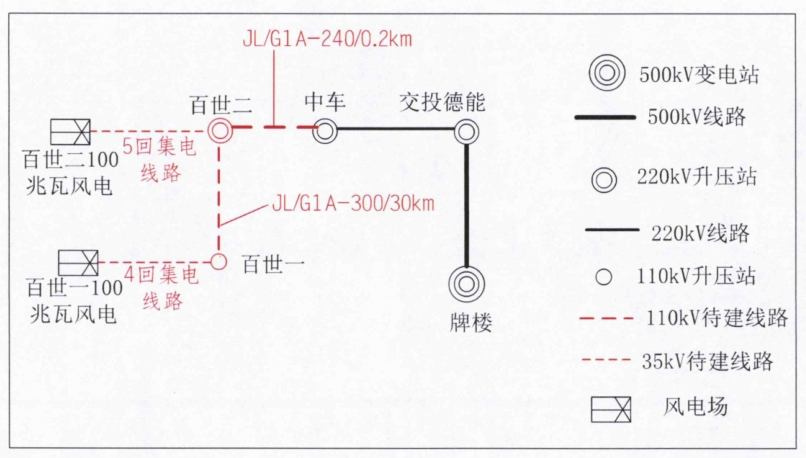 JL/G1A-240/0.2km
百世二
中车
交投德能
5回集电
线路
百世二100
兆瓦风电
JL/G1A-300/30km
4回集电
线路
百世一
百世一100
兆瓦风电
牌楼
500kV变电站
500kV线路
220kV升压站
220kV线路
110kV升压站
110kV待建线路
35kV待建线路
风电场